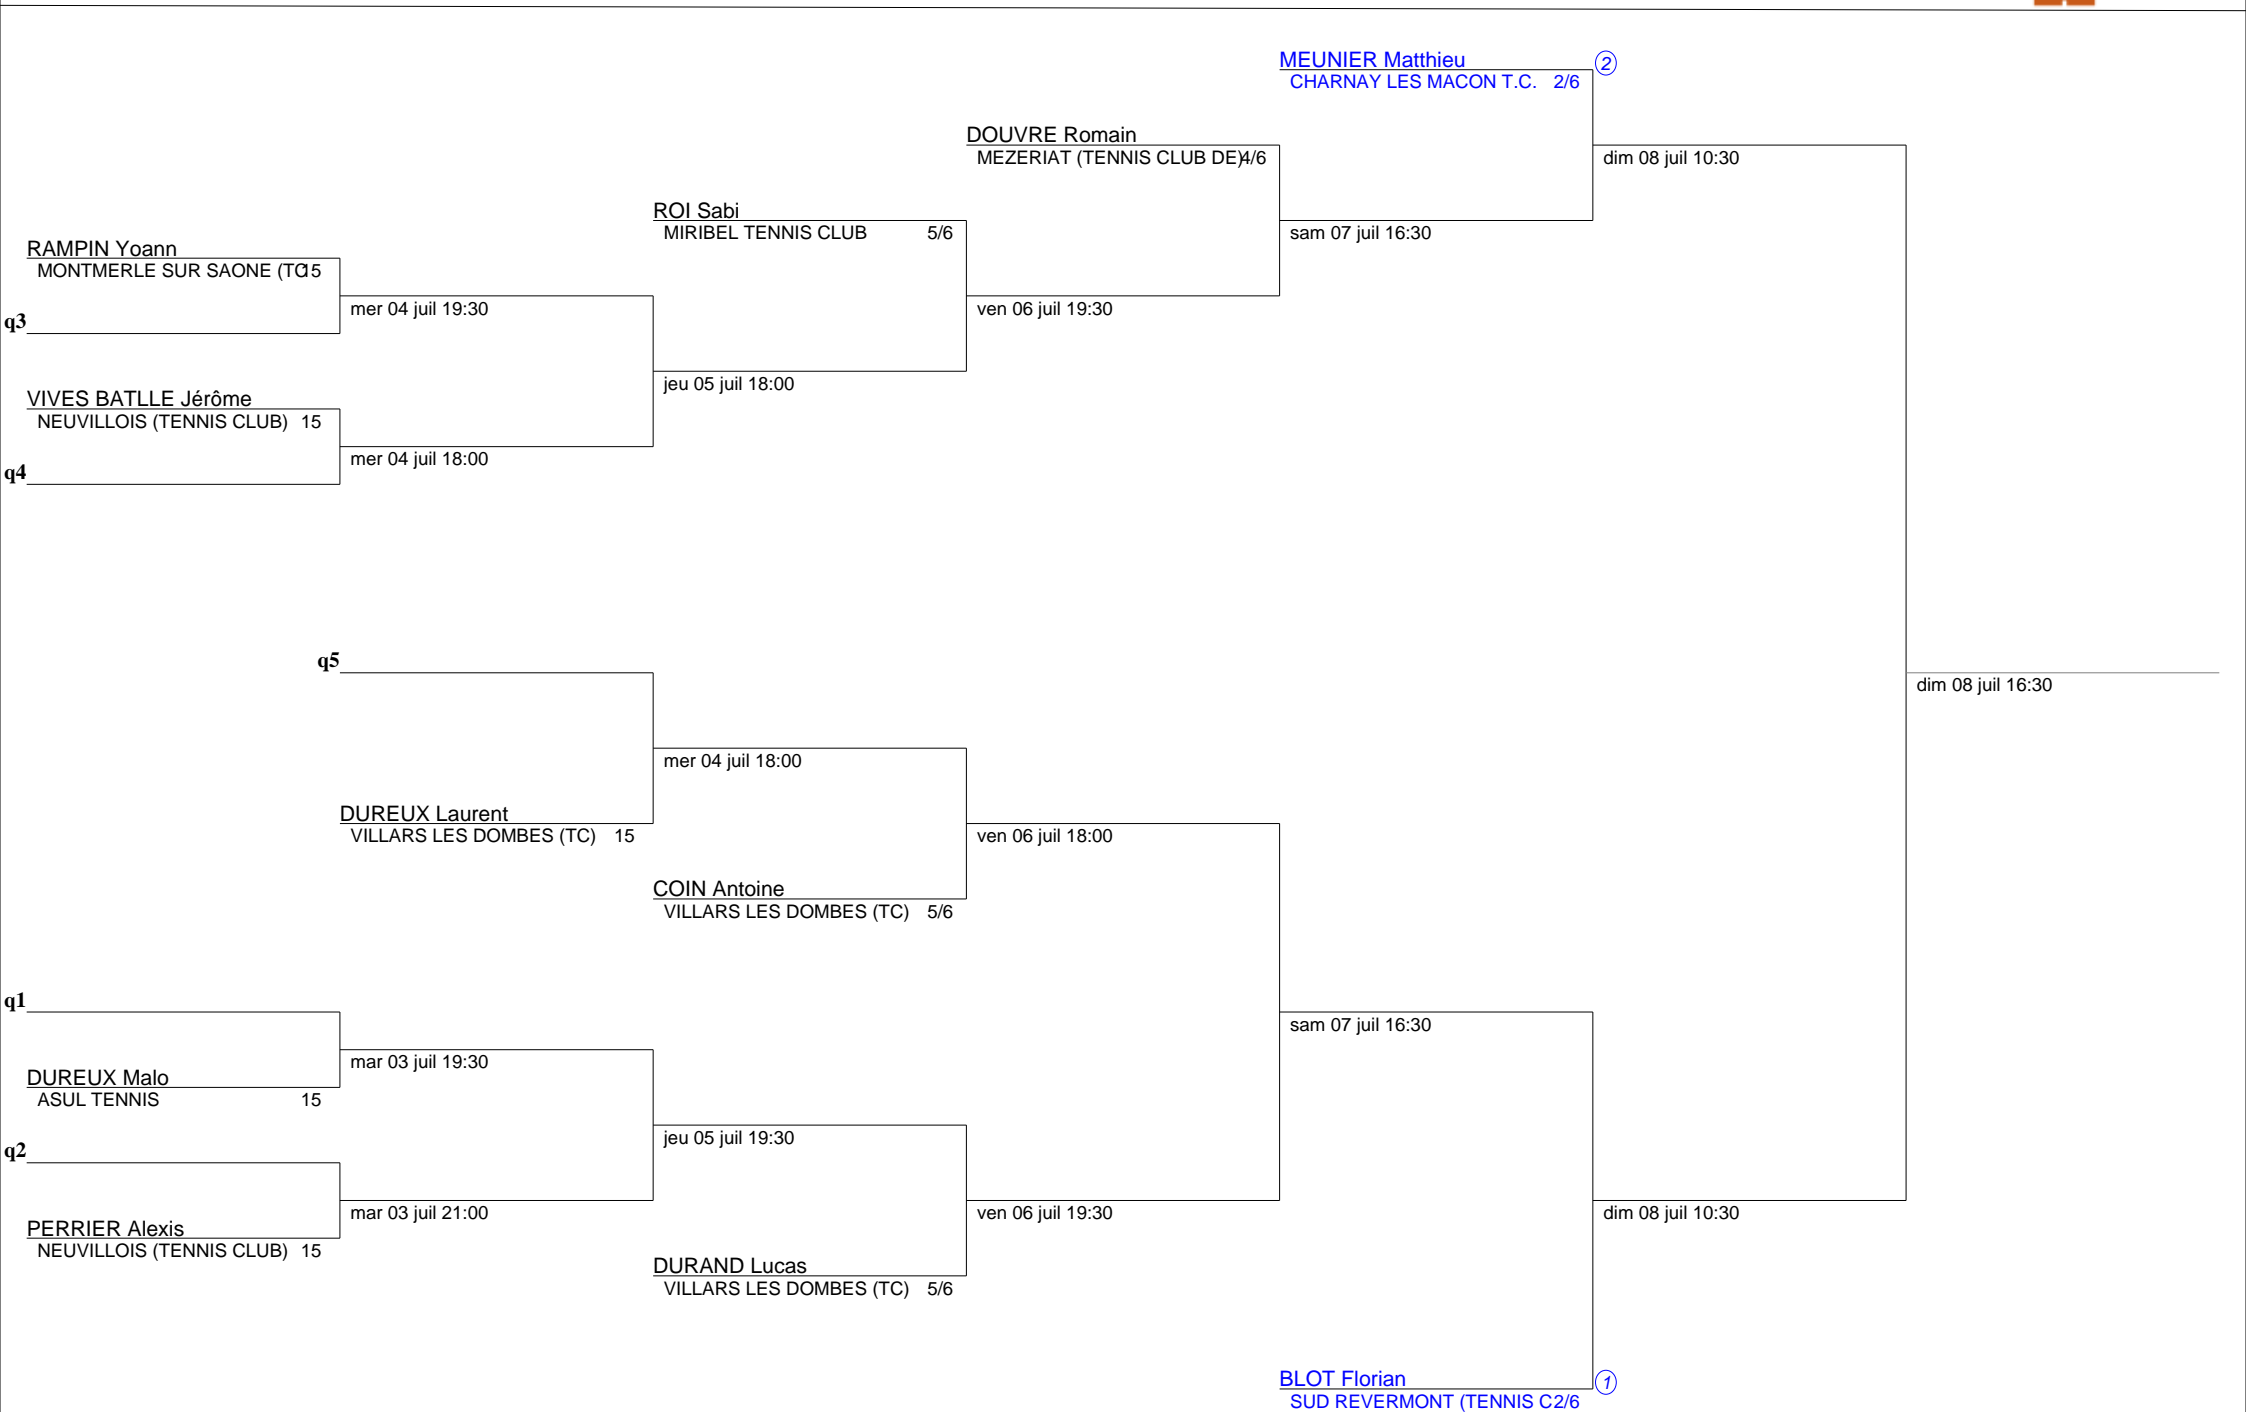 MEUNIER Matthieu 2
CHARNAY LES MACON T.C. 2/6
DOUVRE Romain
MEZERIAT (TENNIS CLUB DE) 4/6
dim 08 juil 10:30
ROI Sabi
MIRIBEL TENNIS CLUB 5/6
sam 07 juil 16:30
RAMPIN Yoann
MONTMERLE SUR SAONE (TC 15
mer 04 juil 19:30
ven 06 juil 19:30
q3
jeu 05 juil 18:00
VIVES BATLLE Jérôme
NEUVILLOIS (TENNIS CLUB) 15
mer 04 juil 18:00
q4
q5
dim 08 juil 16:30
mer 04 juil 18:00
DUREUX Laurent
VILLARS LES DOMBES (TC) 15
ven 06 juil 18:00
COIN Antoine
VILLARS LES DOMBES (TC) 5/6
q1
sam 07 juil 16:30
mar 03 juil 19:30
DUREUX Malo
ASUL TENNIS 15
jeu 05 juil 19:30
q2
mar 03 juil 21:00
ven 06 juil 19:30
dim 08 juil 10:30
PERRIER Alexis
NEUVILLOIS (TENNIS CLUB) 15
DURAND Lucas
VILLARS LES DOMBES (TC) 5/6
BLOT Florian 1
SUD REVERMONT (TENNIS C 2/6